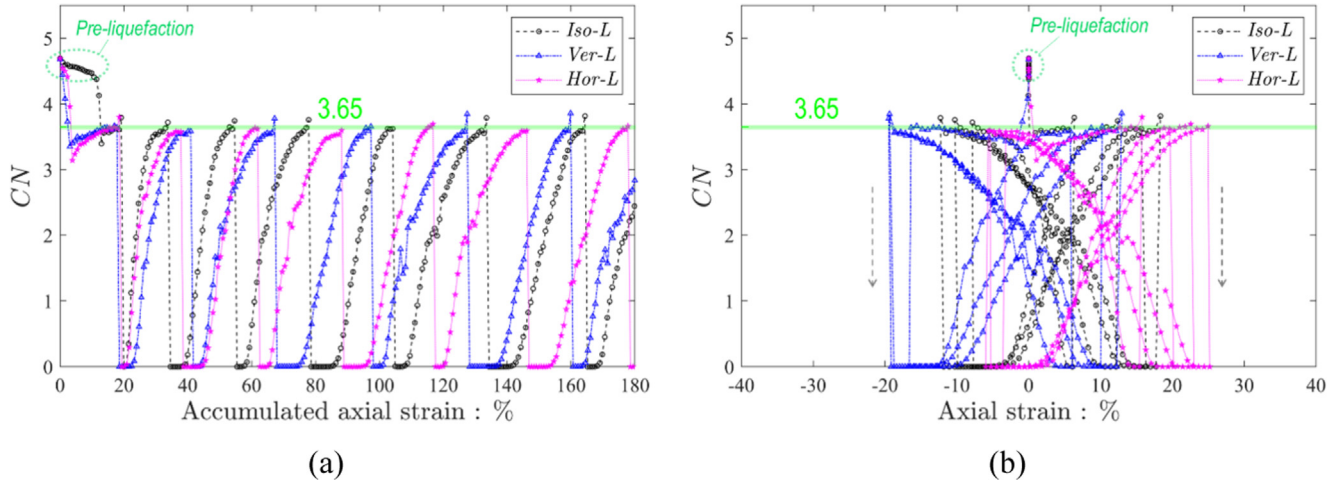 Pre-liquefaction
Iso-L
Ver-L
Hor-L
3.65
CN
5
4
3
2
1
0
0 20 40 60 80 100 120 140 160 180
Accumulated axial strain : %
(a)
Pre-liquefaction
Iso-L
Ver-L
Hor-L
3.65
CN
5
4
3
2
1
0
-40 -30 -20 -10 0 10 20 30 40
Axial strain : %
(b)